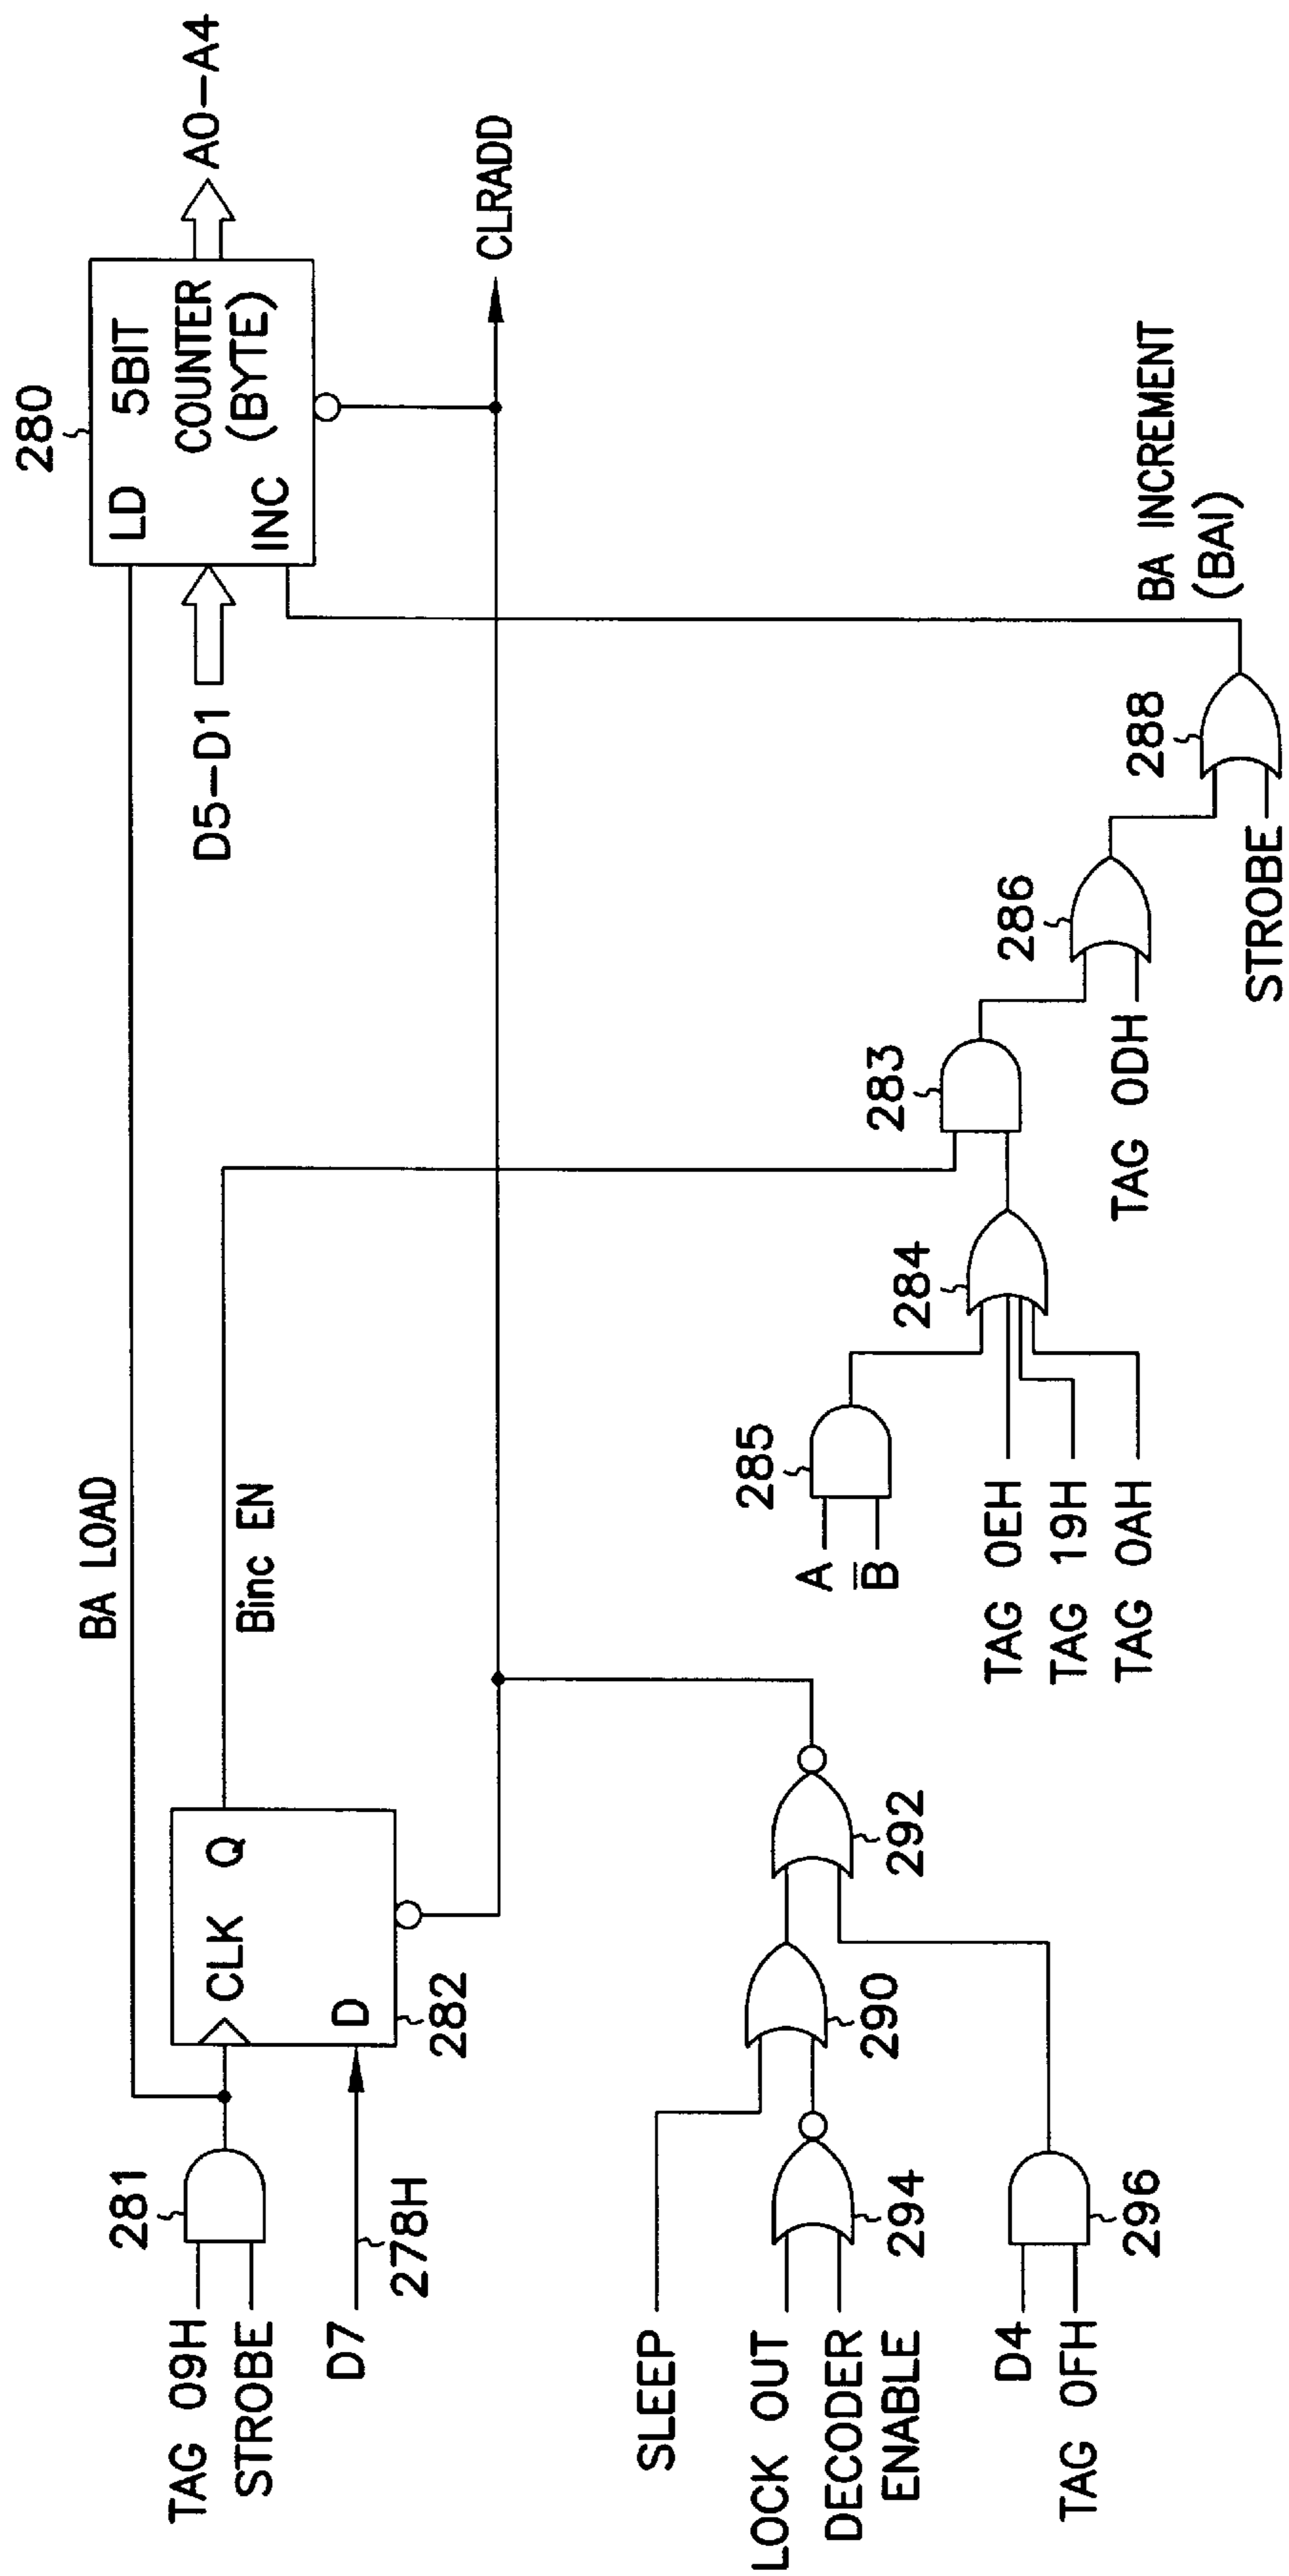 280
LD 5BIT
COUNTER
(BYTE)
INC
A0-A4
D5-D1
CLRADD
BA LOAD
Binc EN
281
TAG 09H
STROBE
CLK Q
D
282
D7
278H
SLEEP
LOCK OUT
DECODER
ENABLE
294
290
292
D4
TAG 0FH
296
A
B̅
285
TAG 0EH
TAG 19H
TAG 0AH
284
283
TAG 0DH
286
STROBE
288
BA INCREMENT
(BAI)